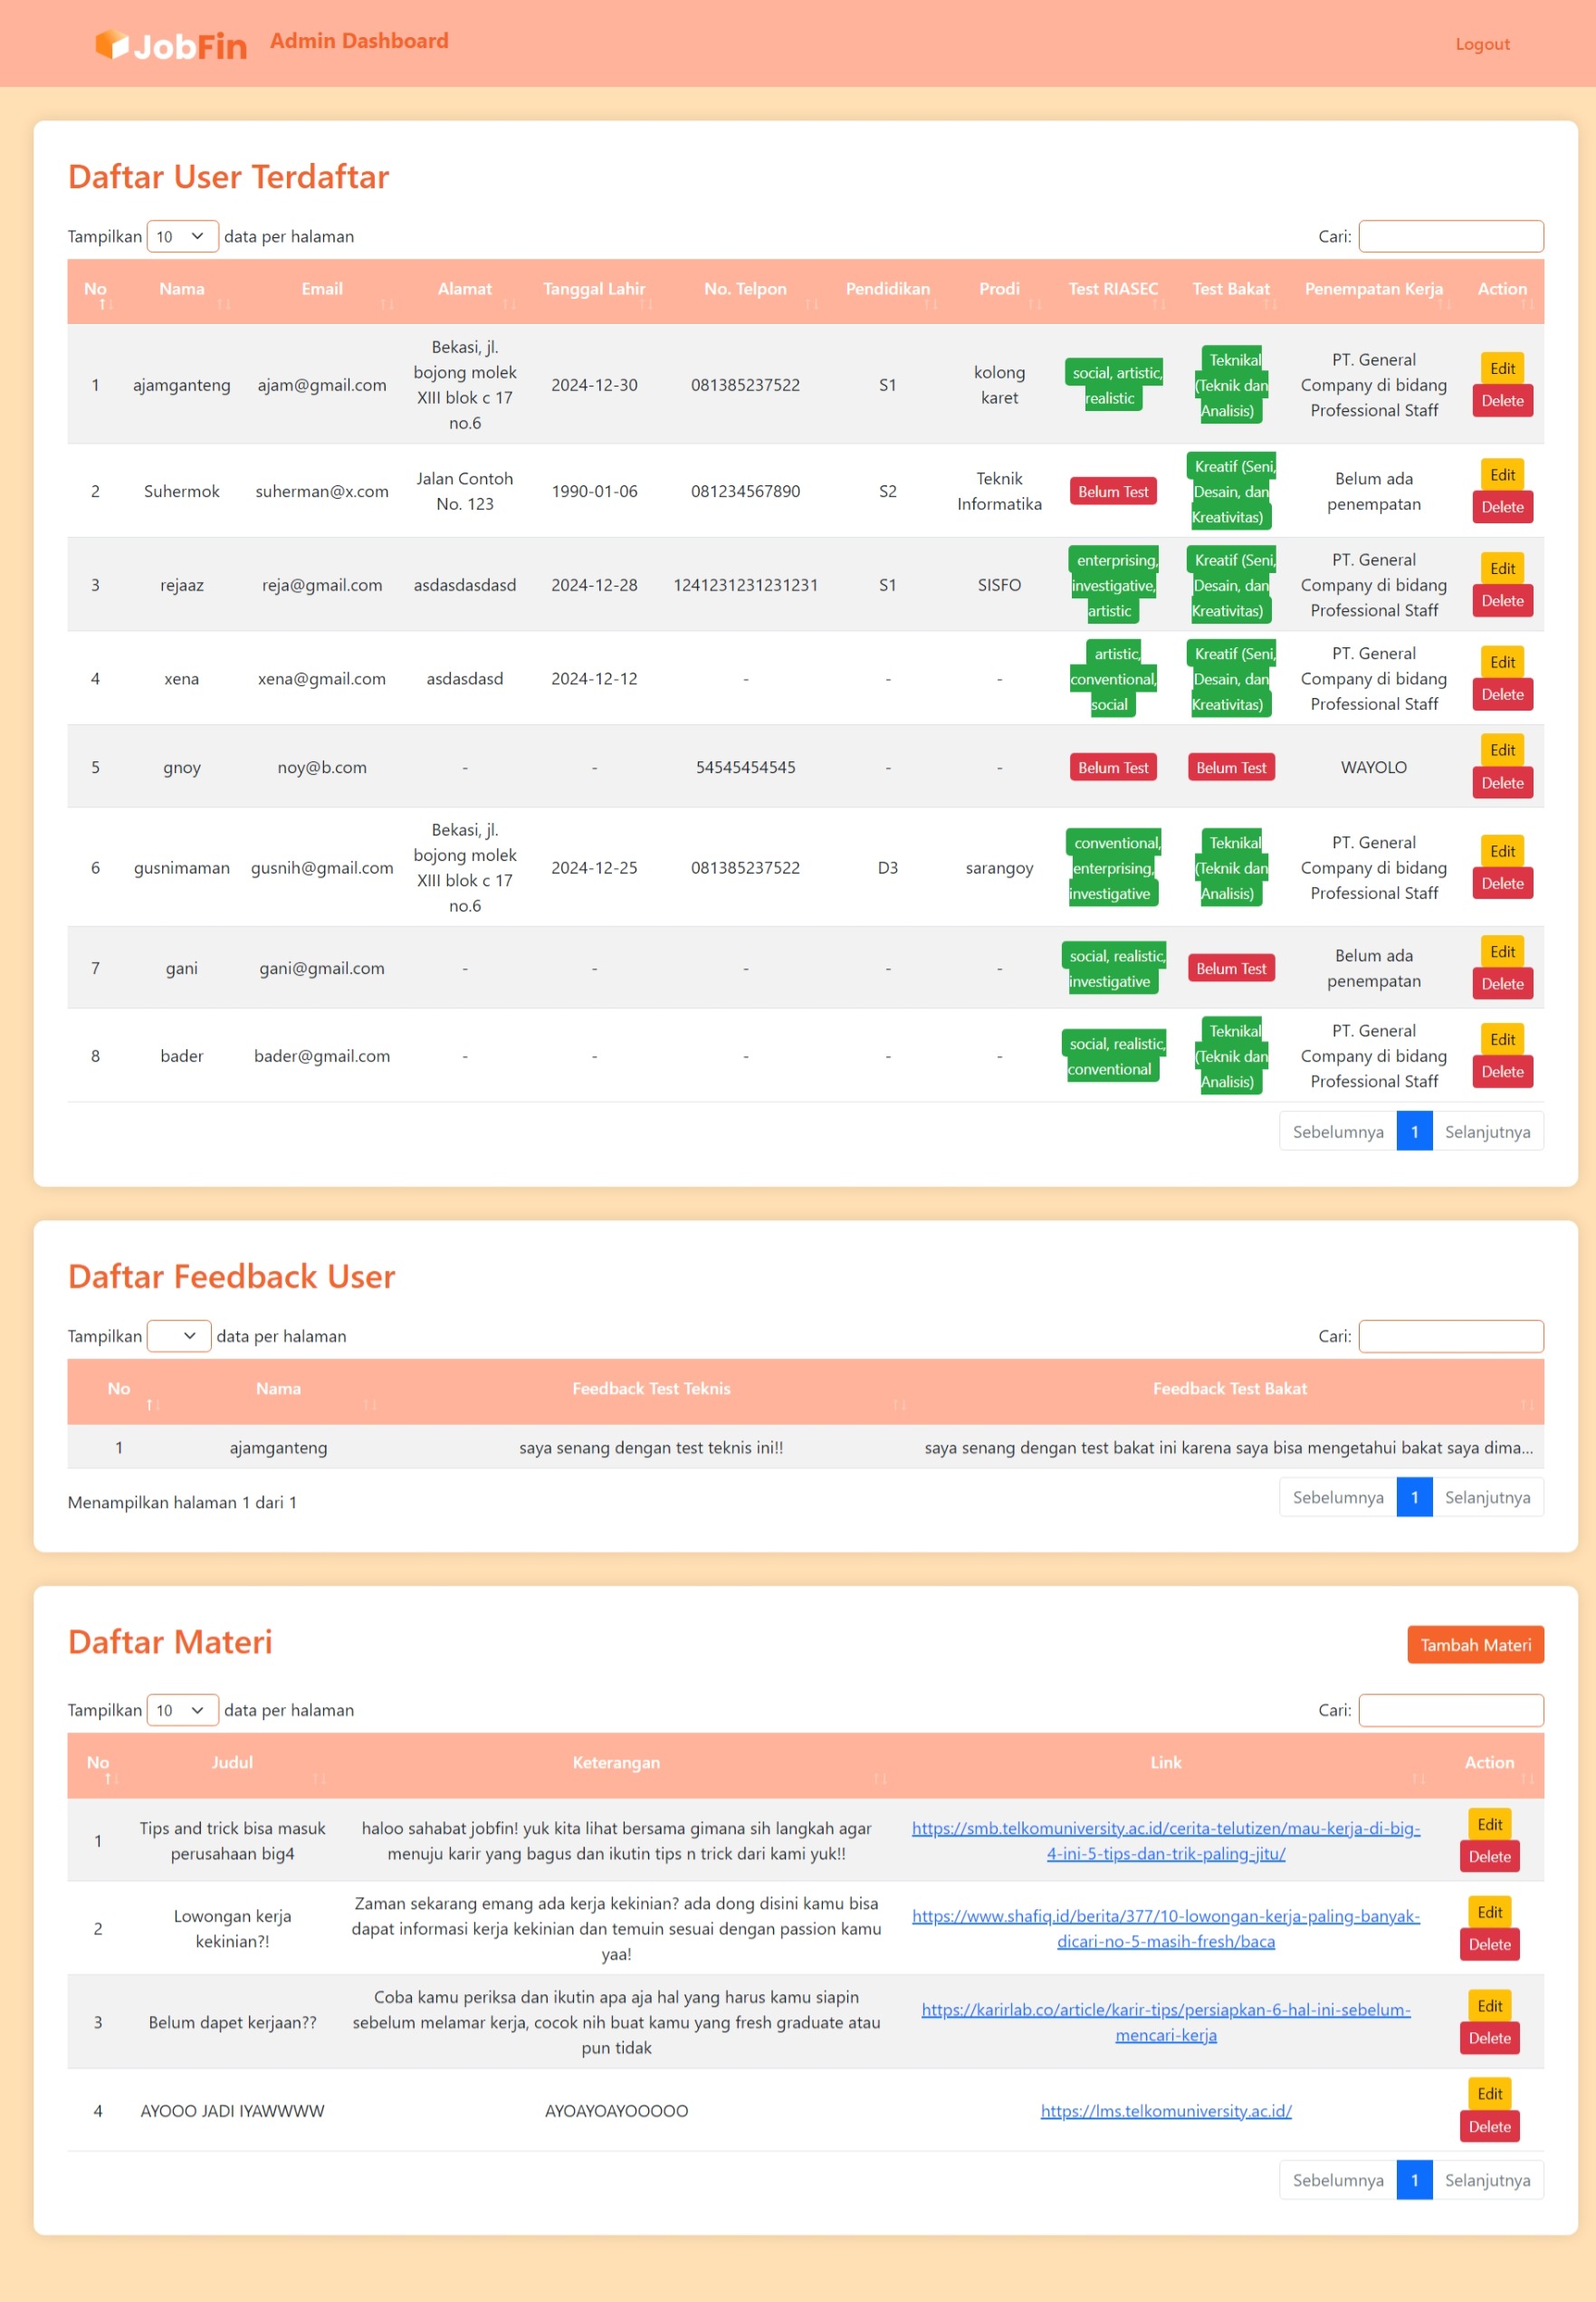 JobFin Admin Dashboard Logout
Daftar User Terdaftar
Tampilkan 10 data per halaman Cari:
No Nama Email Alamat Tanggal Lahir No. Telpon Pendidikan Prodi Test RIASEC Test Bakat Penempatan Kerja Action
1 ajamganteng ajam@gmail.com Bekasi, jl. bojong molek XIII blok c 17 no.6 2024-12-30 081385237522 S1 kolong karet social, artistic, realistic Teknikal (Teknik dan Analisis) PT. General Company di bidang Professional Staff Edit Delete
2 Suhermok suherman@x.com Jalan Contoh No. 123 1990-01-06 081234567890 S2 Teknik Informatika Belum Test Kreatif (Seni, Desain, dan Kreativitas) Belum ada penempatan Edit Delete
3 rejaaz reja@gmail.com asdasdasdasd 2024-12-28 1241231231231231 S1 SISFO enterprising, investigative, artistic Kreatif (Seni, Desain, dan Kreativitas) PT. General Company di bidang Professional Staff Edit Delete
4 xena xena@gmail.com asdasdasd 2024-12-12 - - - artistic, conventional, social Kreatif (Seni, Desain, dan Kreativitas) PT. General Company di bidang Professional Staff Edit Delete
5 gnoy noy@b.com - - 54545454545 - - Belum Test Belum Test WAYOLO Edit Delete
6 gusnimaman gusnih@gmail.com Bekasi, jl. bojong molek XIII blok c 17 no.6 2024-12-25 081385237522 D3 sarangoy conventional, enterprising, investigative Teknikal (Teknik dan Analisis) PT. General Company di bidang Professional Staff Edit Delete
7 gani gani@gmail.com - - - - - social, realistic, investigative Belum Test Belum ada penempatan Edit Delete
8 bader bader@gmail.com - - - - - social, realistic, conventional Teknikal (Teknik dan Analisis) PT. General Company di bidang Professional Staff Edit Delete
Sebelumnya 1 Selanjutnya
Daftar Feedback User
Tampilkan data per halaman Cari:
No Nama Feedback Test Teknis Feedback Test Bakat
1 ajamganteng saya senang dengan test teknis ini!! saya senang dengan test bakat ini karena saya bisa mengetahui bakat saya dima...
Menampilkan halaman 1 dari 1 Sebelumnya 1 Selanjutnya
Daftar Materi Tambah Materi
Tampilkan 10 data per halaman Cari:
No Judul Keterangan Link Action
1 Tips and trick bisa masuk perusahaan big4 haloo sahabat jobfin! yuk kita lihat bersama gimana sih langkah agar menuju karir yang bagus dan ikutin tips n trick dari kami yuk!! https://smb.telkomuniversity.ac.id/cerita-telutizen/mau-kerja-di-big-4-ini-5-tips-dan-trik-paling-jitu/ Edit Delete
2 Lowongan kerja kekinian?! Zaman sekarang emang ada kerja kekinian? ada dong disini kamu bisa dapat informasi kerja kekinian dan temuin sesuai dengan passion kamu yaa! https://www.shafiq.id/berita/377/10-lowongan-kerja-paling-banyak-dicari-no-5-masih-fresh/baca Edit Delete
3 Belum dapet kerjaan?? Coba kamu periksa dan ikutin apa aja hal yang harus kamu siapin sebelum melamar kerja, cocok nih buat kamu yang fresh graduate atau pun tidak https://karirlab.co/article/karir-tips/persiapkan-6-hal-ini-sebelum-mencari-kerja Edit Delete
4 AYOOO JADI IYAWWWW AYOAYOAYOOOOO https://lms.telkomuniversity.ac.id/ Edit Delete
Sebelumnya 1 Selanjutnya